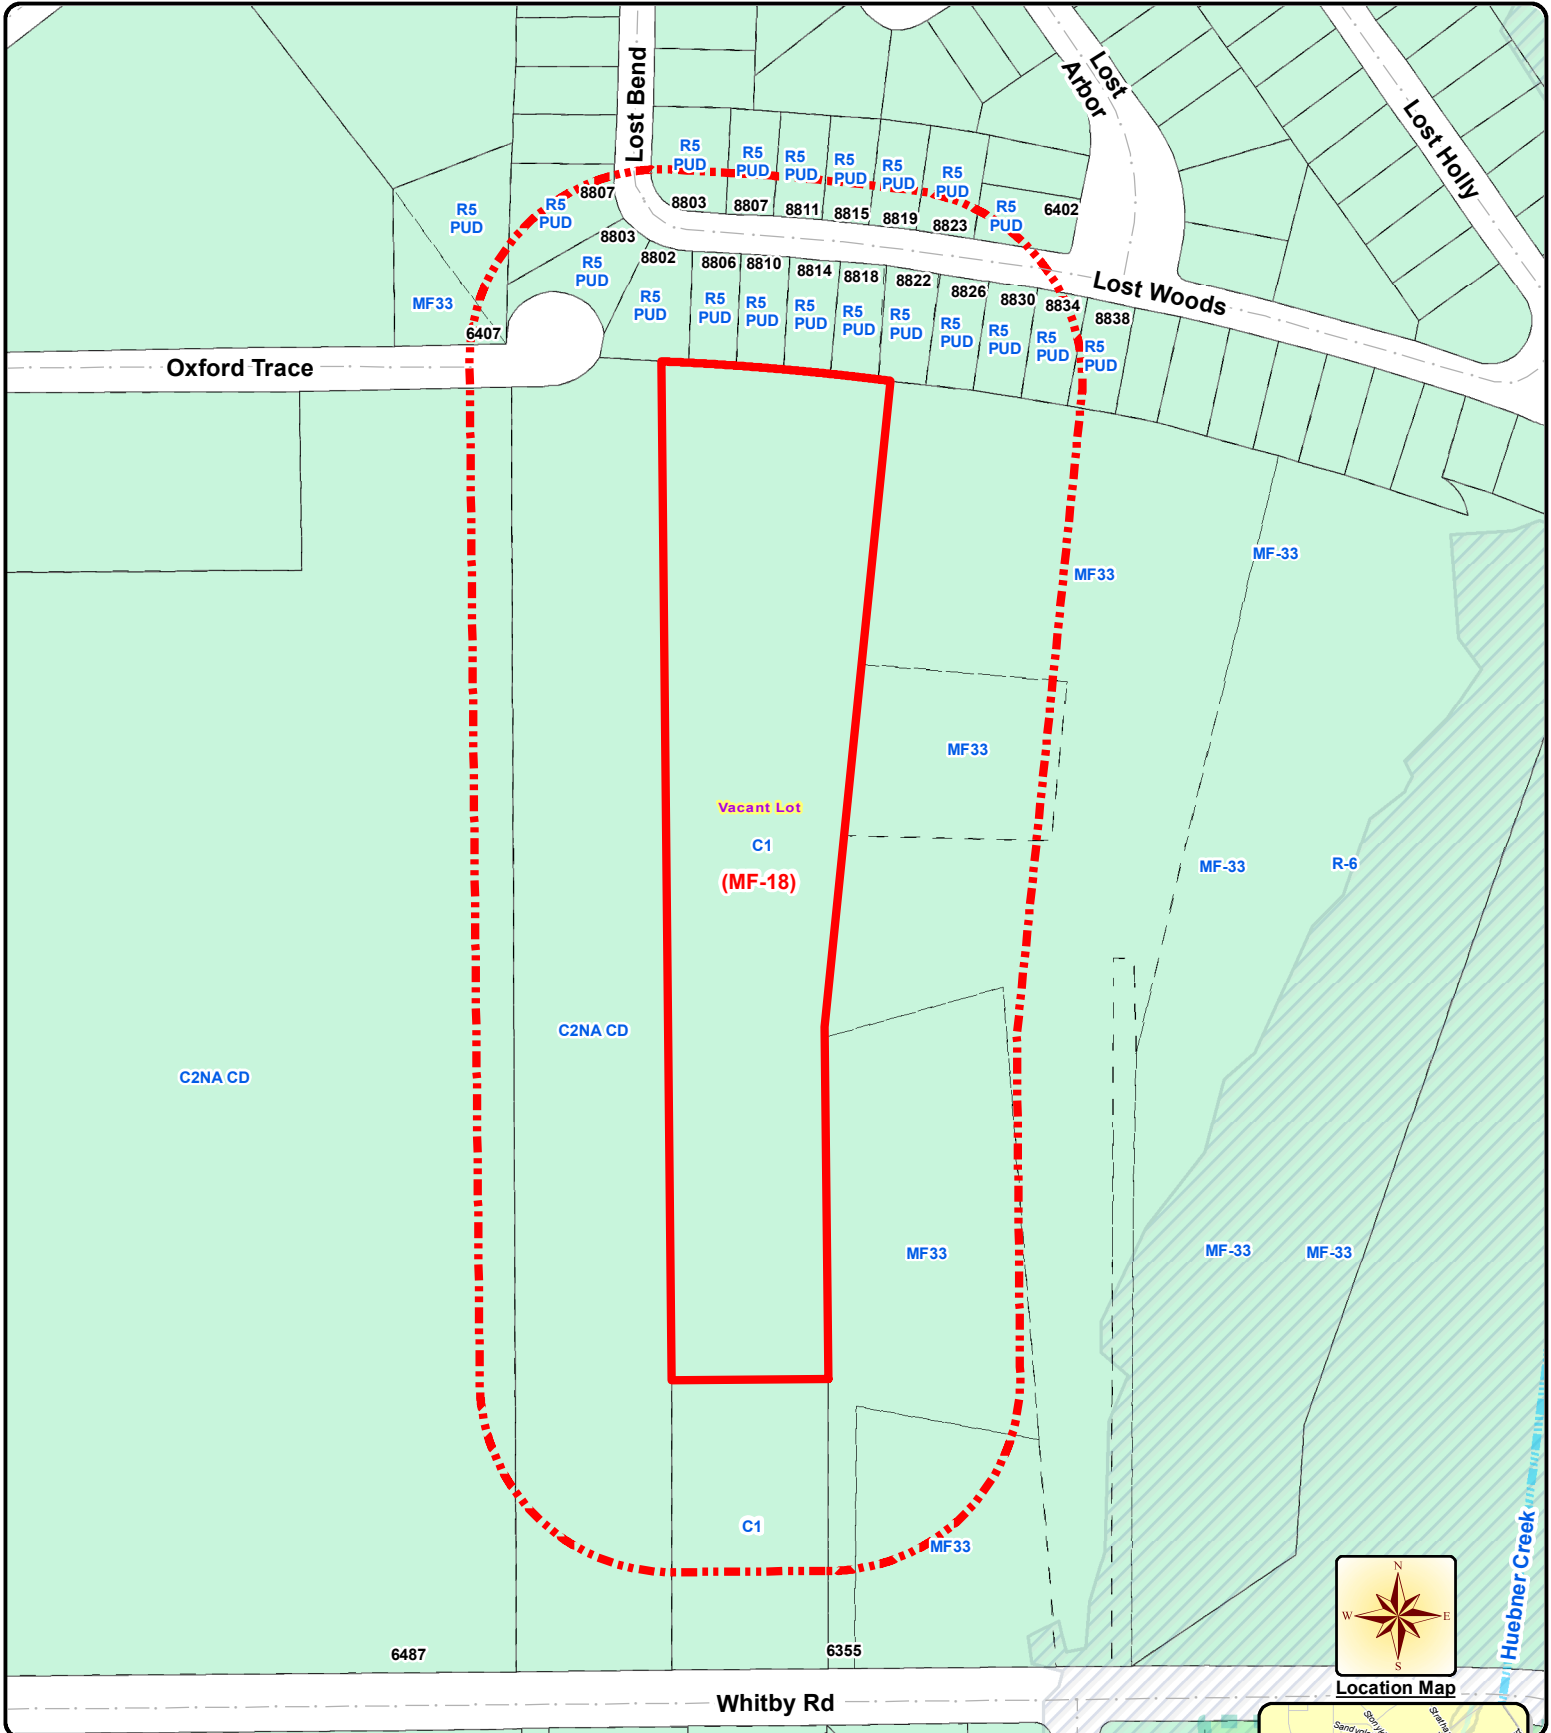 Lost Bend
Lost
Arbor
Lost Holly
R5
PUD
R5
PUD
R5
PUD
R5
PUD
R5
PUD
R5
PUD
R5
PUD
R5
PUD
R5
PUD
8807
8803
8807
8811
8815
8819
8823
6402
8803
8802
8806
8810
8814
8818
8822
8826
8830
8834
8838
Lost Woods
R5
PUD
R5
PUD
R5
PUD
R5
PUD
R5
PUD
R5
PUD
R5
PUD
R5
PUD
R5
PUD
R5
PUD
R5
PUD
MF33
6407
Oxford Trace
MF33
MF-33
MF33
Vacant Lot
C1
(MF-18)
MF-33
R-6
C2NA CD
C2NA CD
MF33
MF-33
MF-33
C1
MF33
6487
6355
Whitby Rd
Huebner Creek
N
W
E
S
Location Map